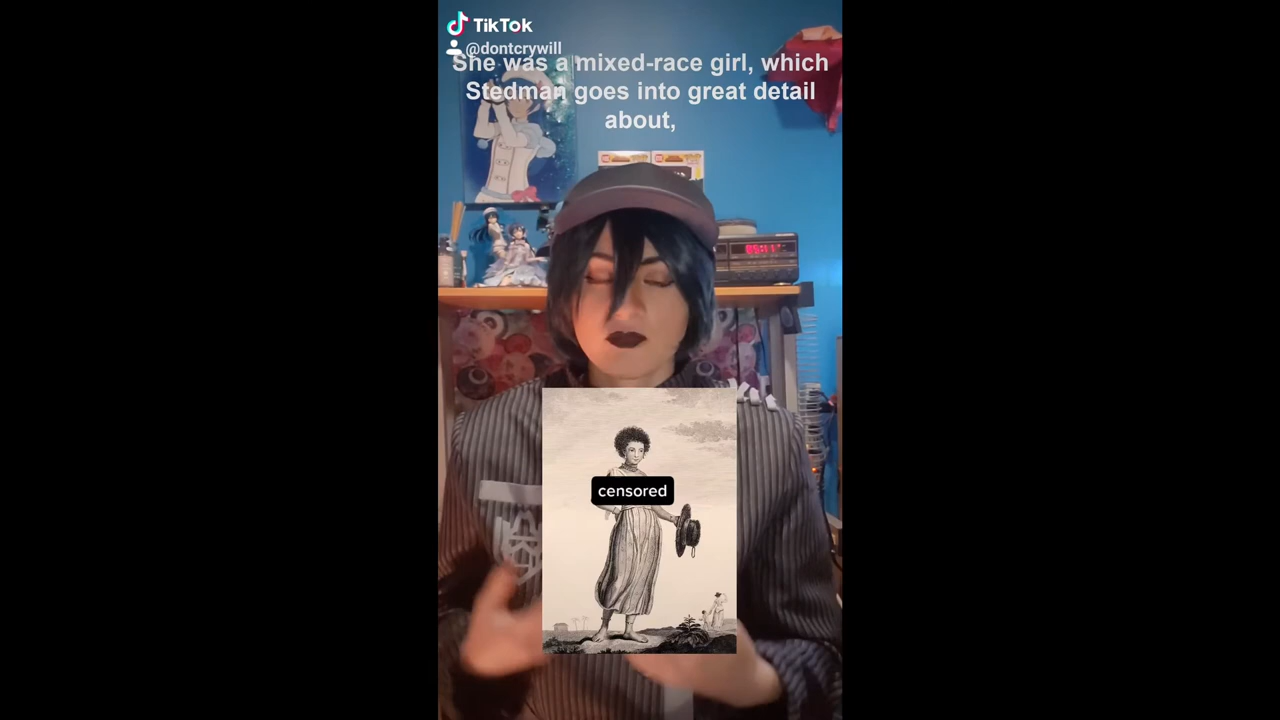 TikTok
@dontcrywill
She was a mixed-race girl, which
Stedman goes into great detail
about,
censored